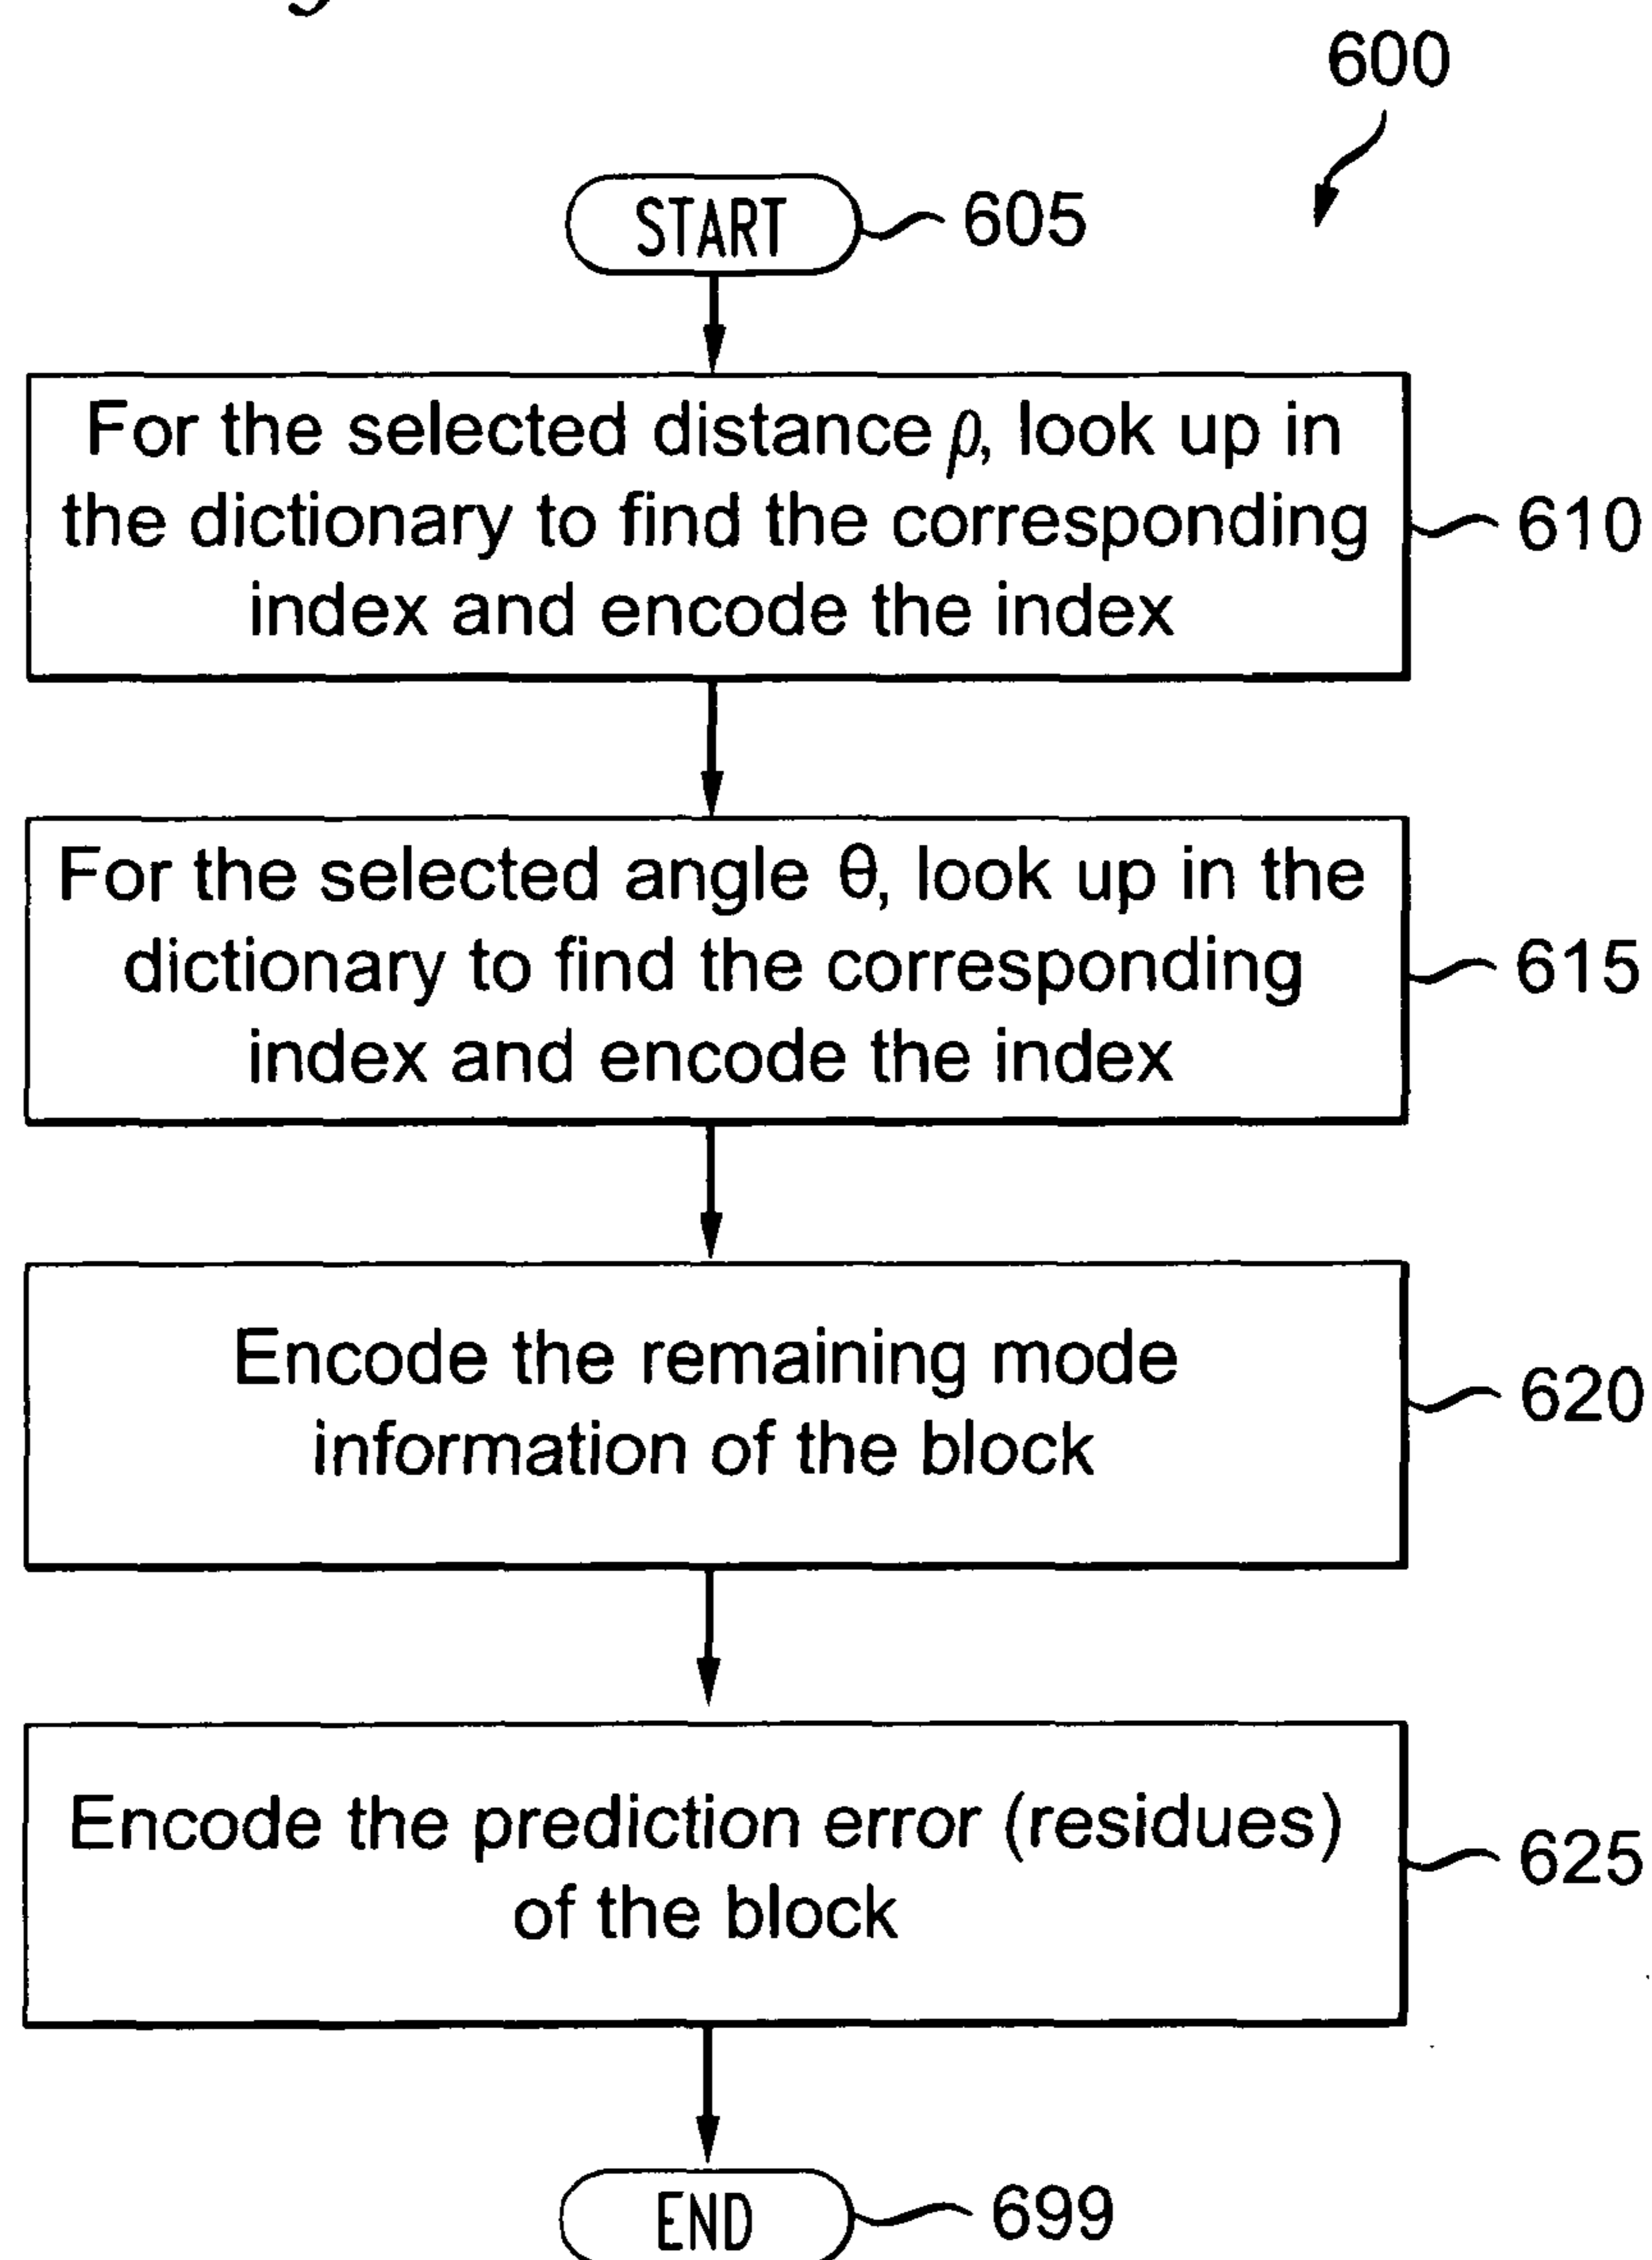 600
START
605
For the selected distance ρ, look up in
the dictionary to find the corresponding
index and encode the index
610
For the selected angle θ, look up in the
dictionary to find the corresponding
index and encode the index
615
Encode the remaining mode
information of the block
620
Encode the prediction error (residues)
of the block
625
END
699